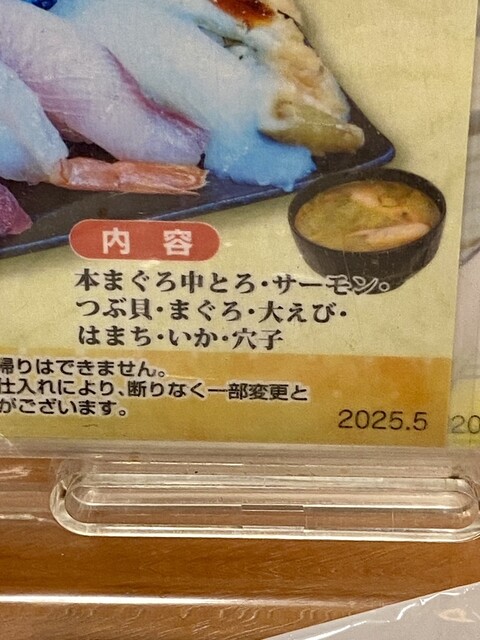 内容
本まぐろ中とろ・サーモン・
つぶ貝・まぐろ・大えび・
はまち・いか・穴子
帰りはできません。
仕入れにより、断りなく一部変更と
がございます。
2025.5
20